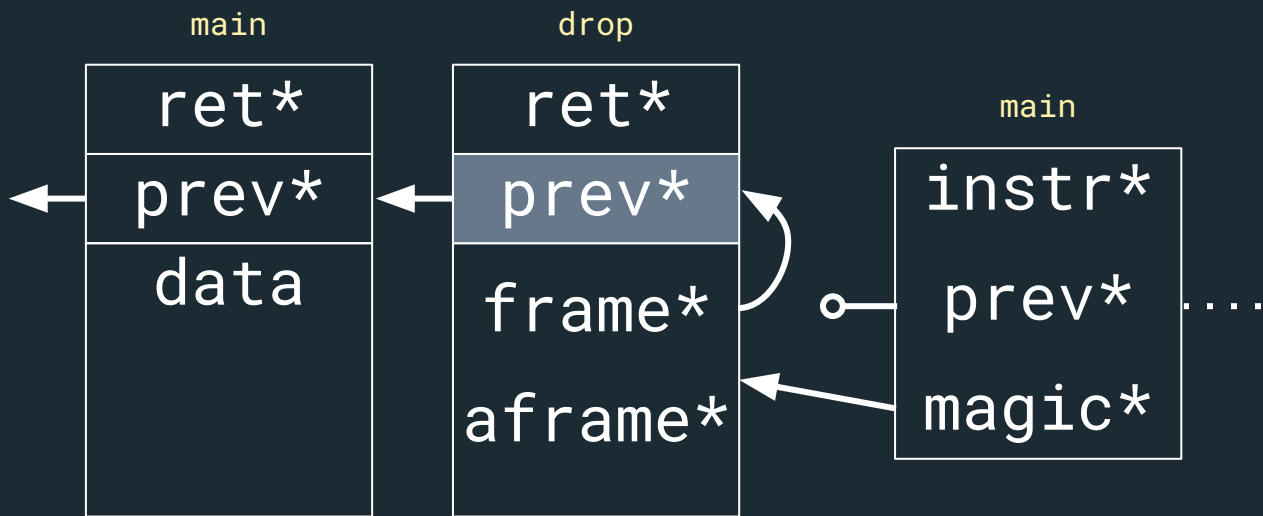 main
ret*
prev*
data
drop
ret*
prev*
frame*
aframe*
main
instr*
prev*
magic*